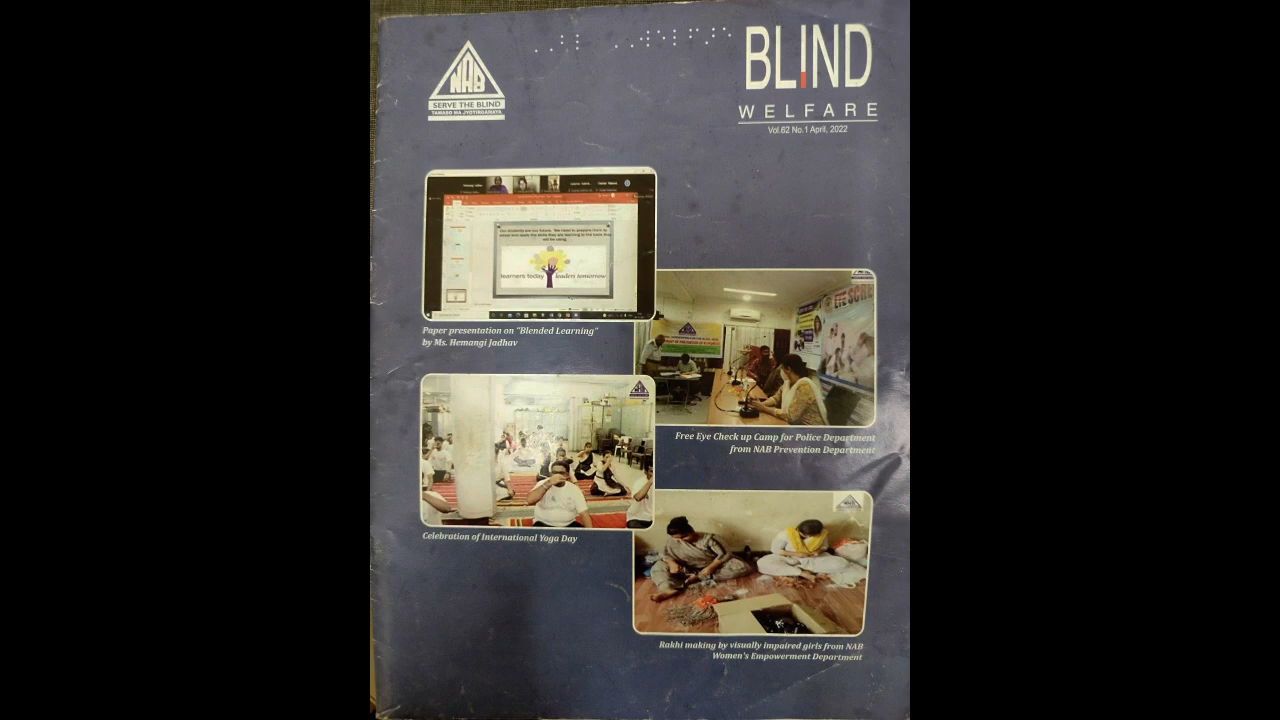 NAB
SERVE THE BLIND
TAMASO MA JYOTIRGAMAYA
BLIND
WELFARE
Vol.62 No.1 April, 2022
learners today leaders tomorrow
Paper presentation on "Blended Learning"
by Ms. Hemangi Jadhav
EYE SCRE
Free Eye Check up Camp for Police Department
from NAB Prevention Department
Celebration of International Yoga Day
Rakhi making by visually impaired girls from NAB
Women's Empowerment Department